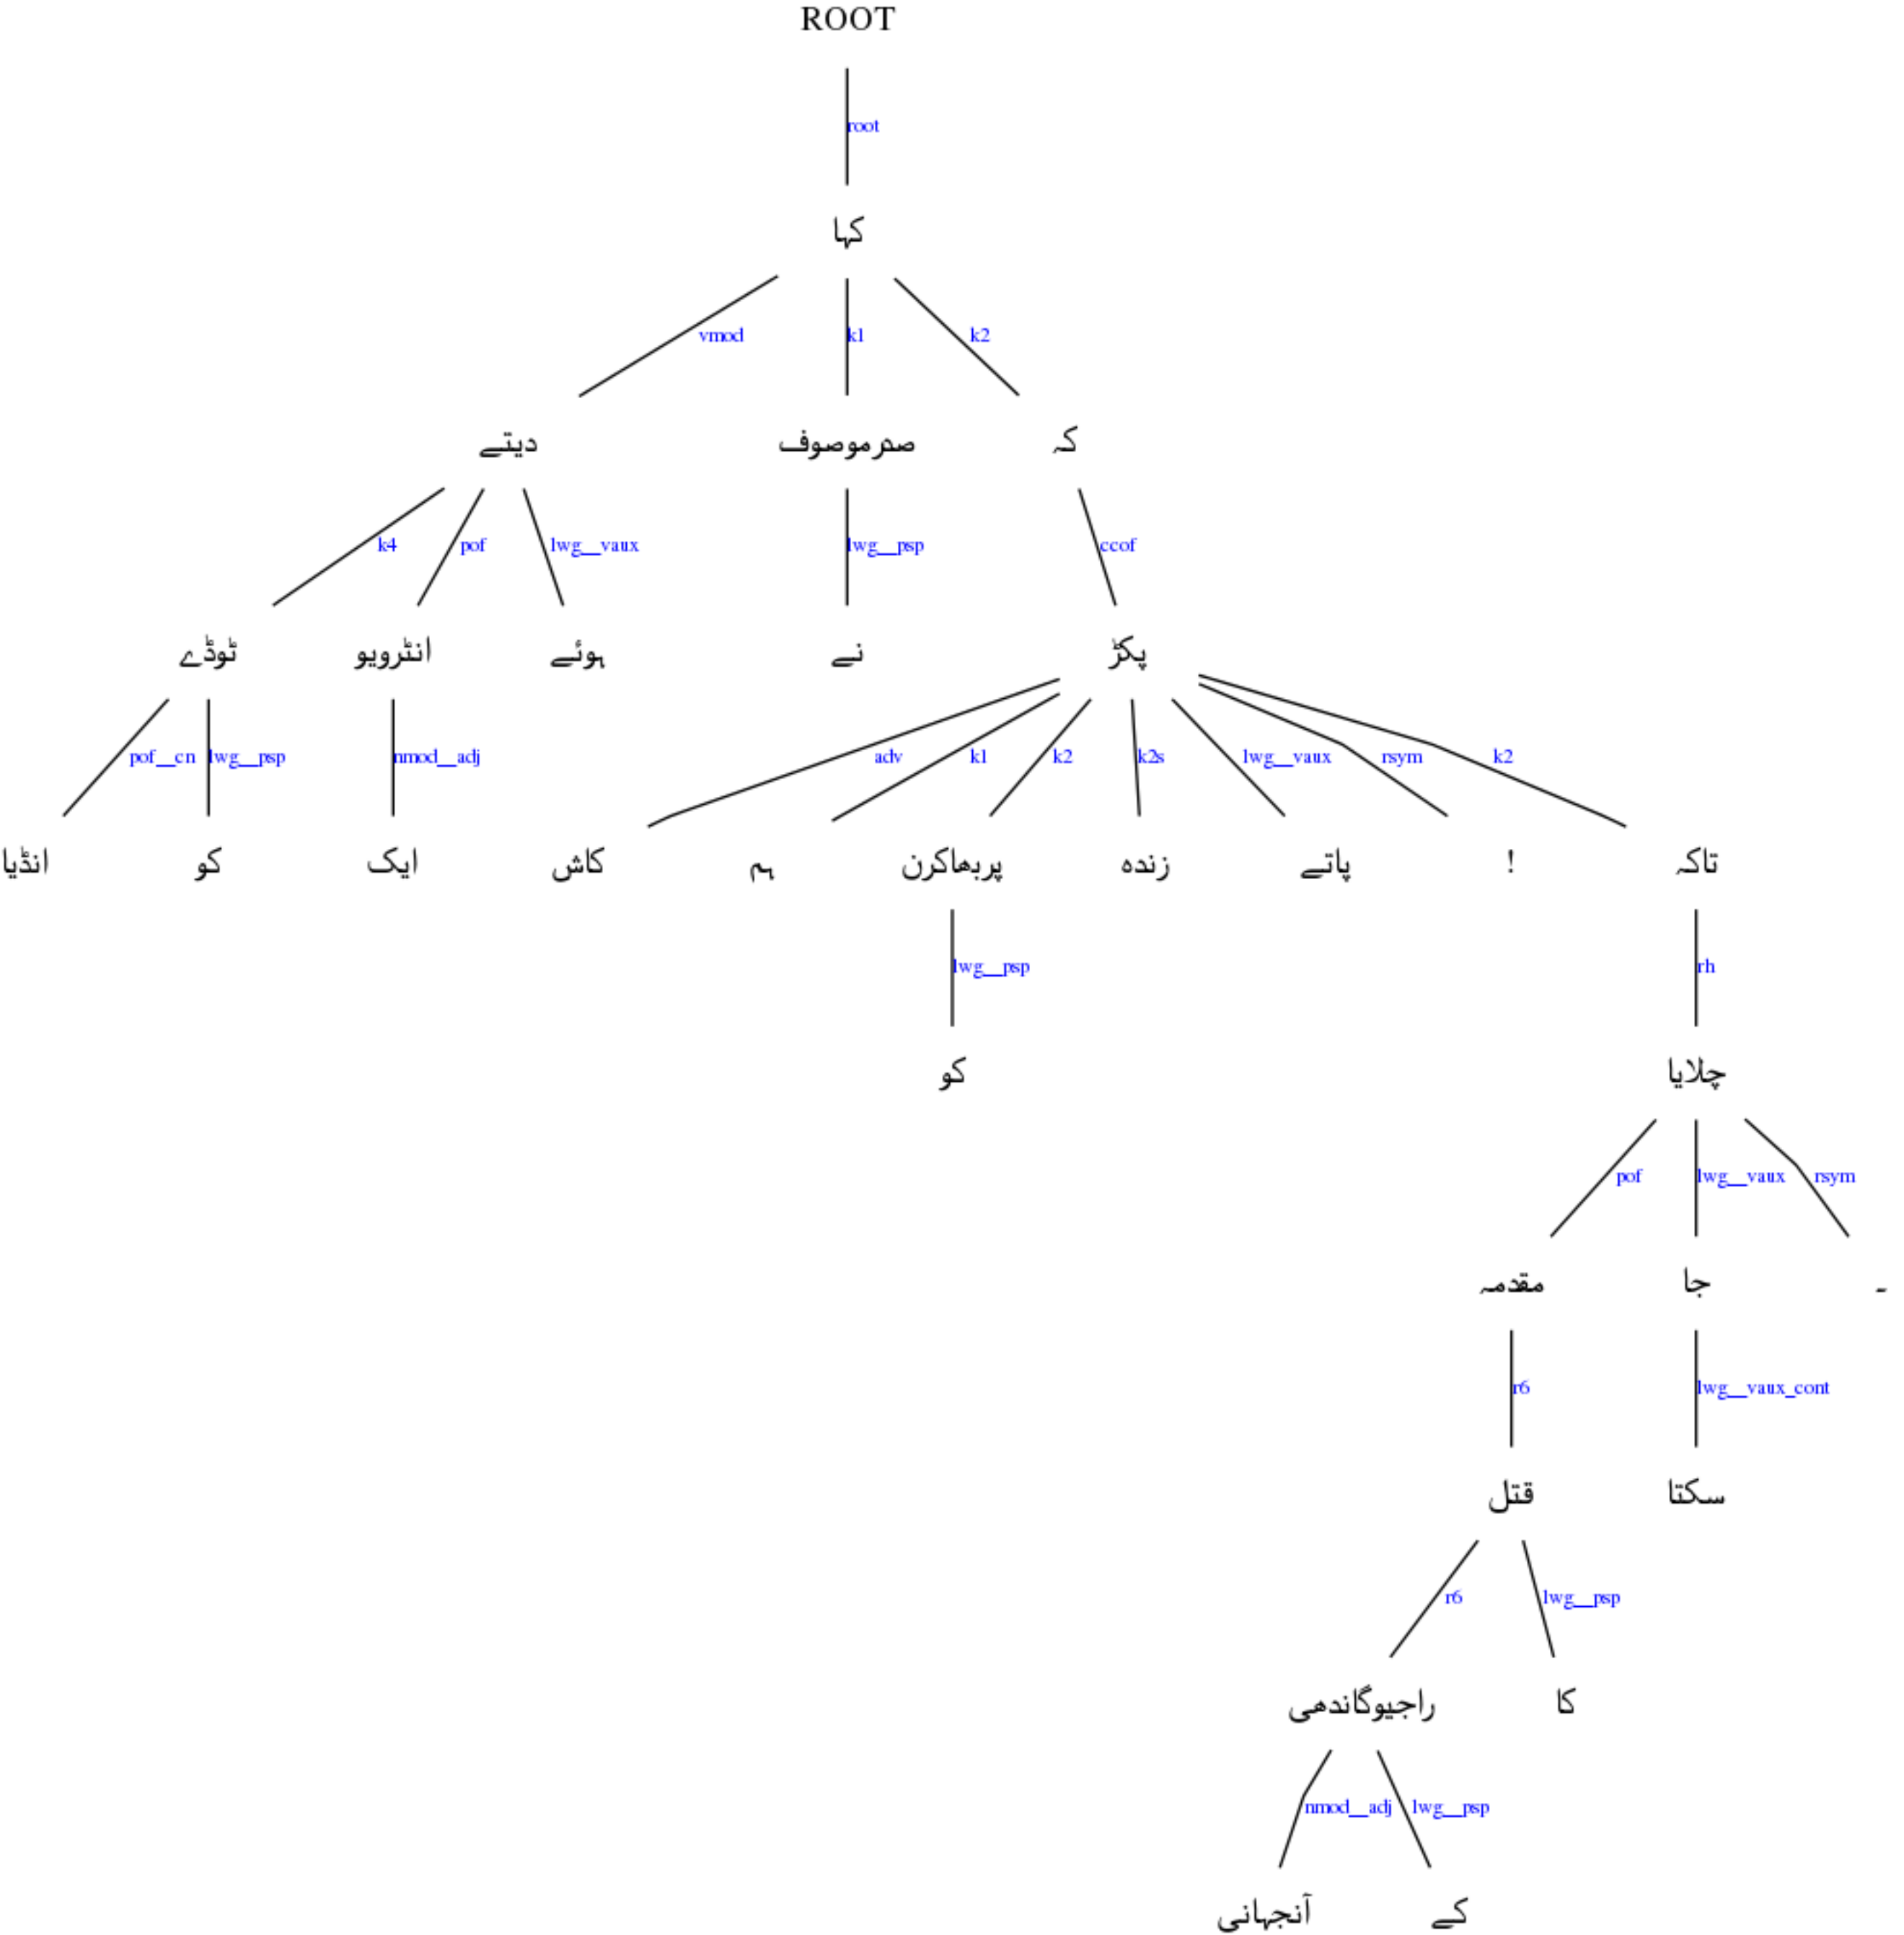 ROOT
root
کہا
vmod k1 k2
دیتے صدرموصوف کہ
k4 pof lwg__vaux lwg__psp ccof
ٹوڈے انٹرویو ہوئے نے پکڑ
pof__cn lwg__psp nmod__adj adv k1 k2 k2s lwg__vaux rsym k2
انڈیا کو ایک کاش ہم پربھاکرن زندہ پاتے ! تاکہ
lwg__psp rh
کو چلایا
pof lwg__vaux rsym
مقدمہ جا ۔
r6 lwg__vaux_cont
قتل سکتا
r6 lwg__psp
راجیوگاندھی کا
nmod__adj lwg__psp
آنجہانی کے